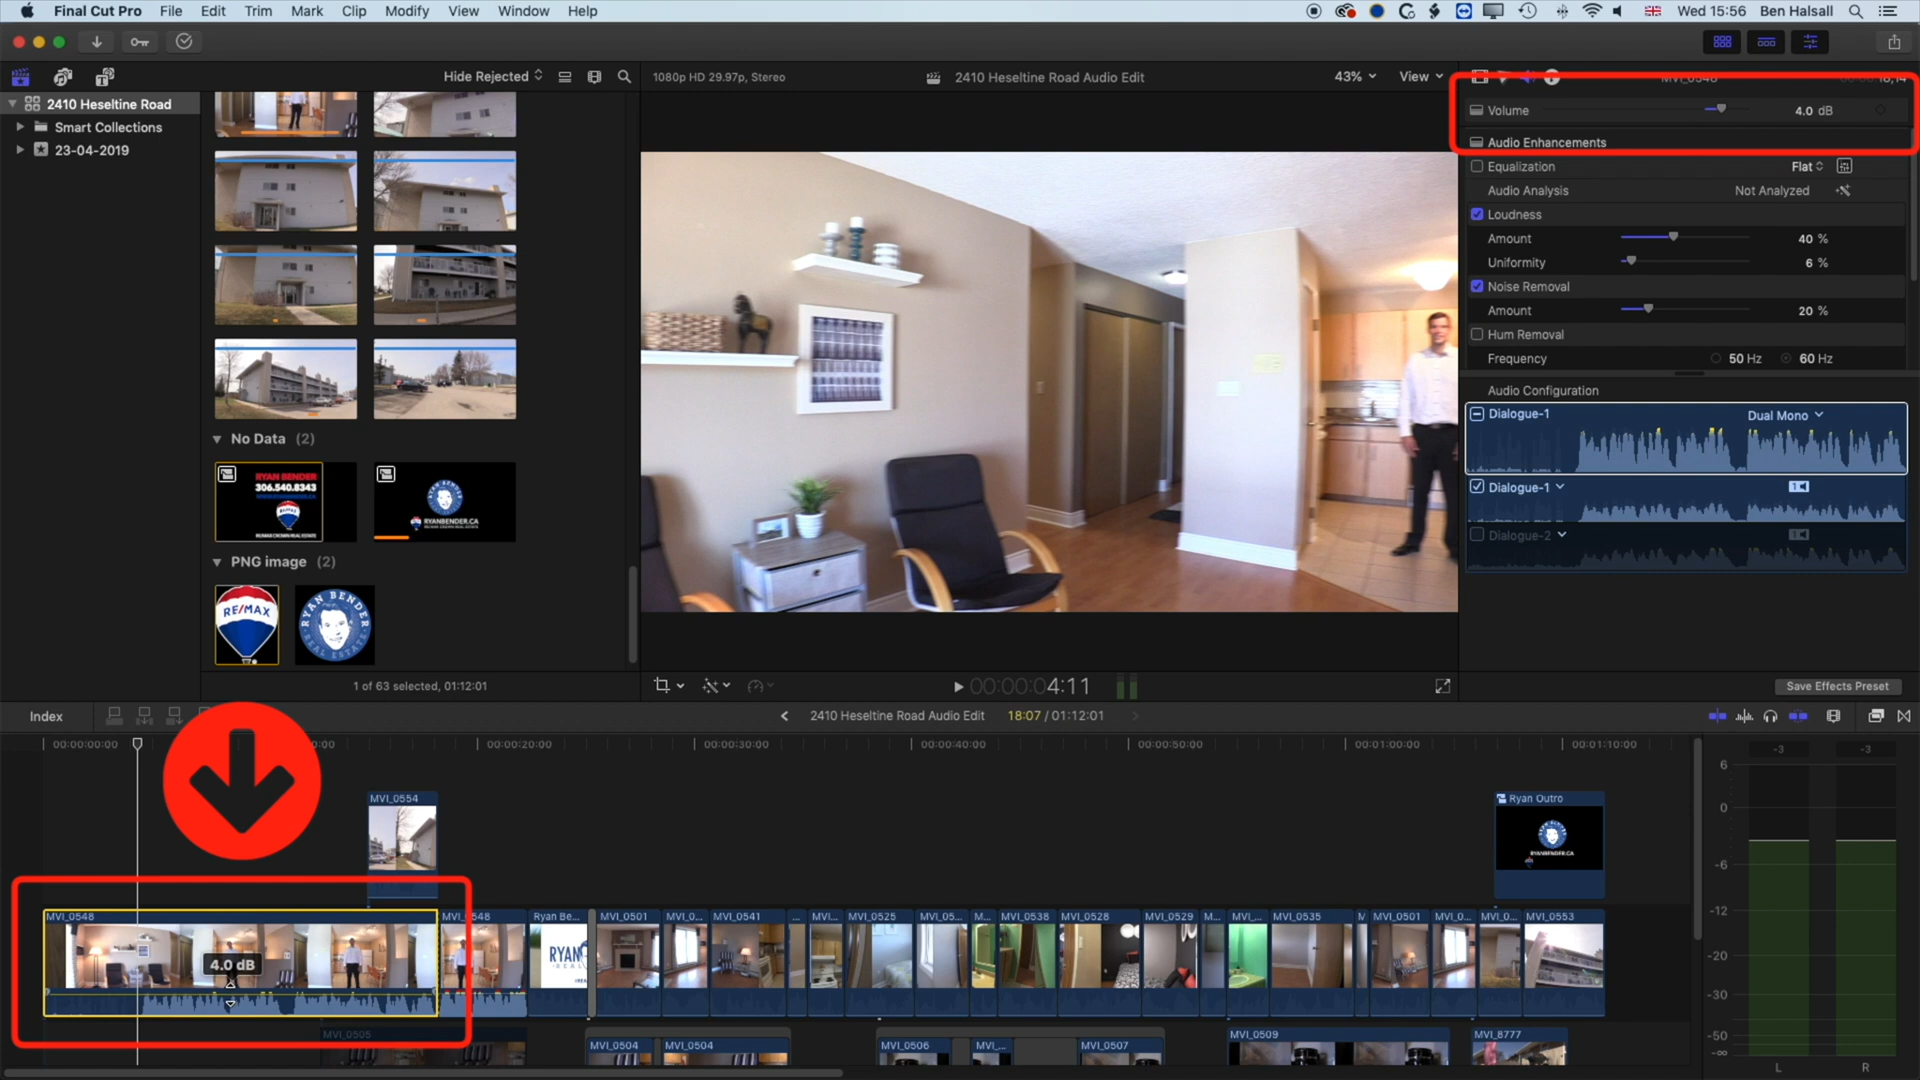 Final Cut Pro File Edit Trim Mark Clip Modify View Window Help
Wed 15:56 Ben Halsall
Hide Rejected
1080p HD 29.97p, Stereo
2410 Heseltine Road Audio Edit
43% View
2410 Heseltine Road
Smart Collections
23-04-2019
No Data (2)
RYAN BENDER
306.540.8343
RYANBENDER.CA
PNG image (2)
RE/MAX
RYAN BENDER
REAL ESTATE
1 of 63 selected, 01:12:01
Volume 4.0 dB
Audio Enhancements
Equalization Flat
Audio Analysis Not Analyzed
Loudness
Amount 40 %
Uniformity 6 %
Noise Removal
Amount 20 %
Hum Removal
Frequency 50 Hz 60 Hz
Audio Configuration
Dialogue-1 Dual Mono
Dialogue-1 1
Dialogue-2 1
00:00:04:11
Save Effects Preset
Index
2410 Heseltine Road Audio Edit 18:07 / 01:12:01
00:00:00:00 00:00:20:00 00:00:30:00 00:00:40:00 00:00:50:00 00:01:00:00 00:01:10:00
-3 -3
6
0
-6
-12
-20
-30
-50
-∞
L R
MVI_0554
Ryan Outro
RYANBENDER.CA
MVI_0548 MVI_0548 Ryan Be... MVI_0501 MVI_0... MVI_0541 ... MVI... MVI_0525 MVI_05... M... MVI_0538 MVI_0528 MVI_0529 M... MVI_... MVI_0535 M MVI_0501 MVI_0... MVI_0... MVI_0553
4.0 dB
RYAN
MVI_0505
MVI_0504 MVI_0504 MVI_0506 MVI_... MVI_0507 MVI_0509 MVI_8777